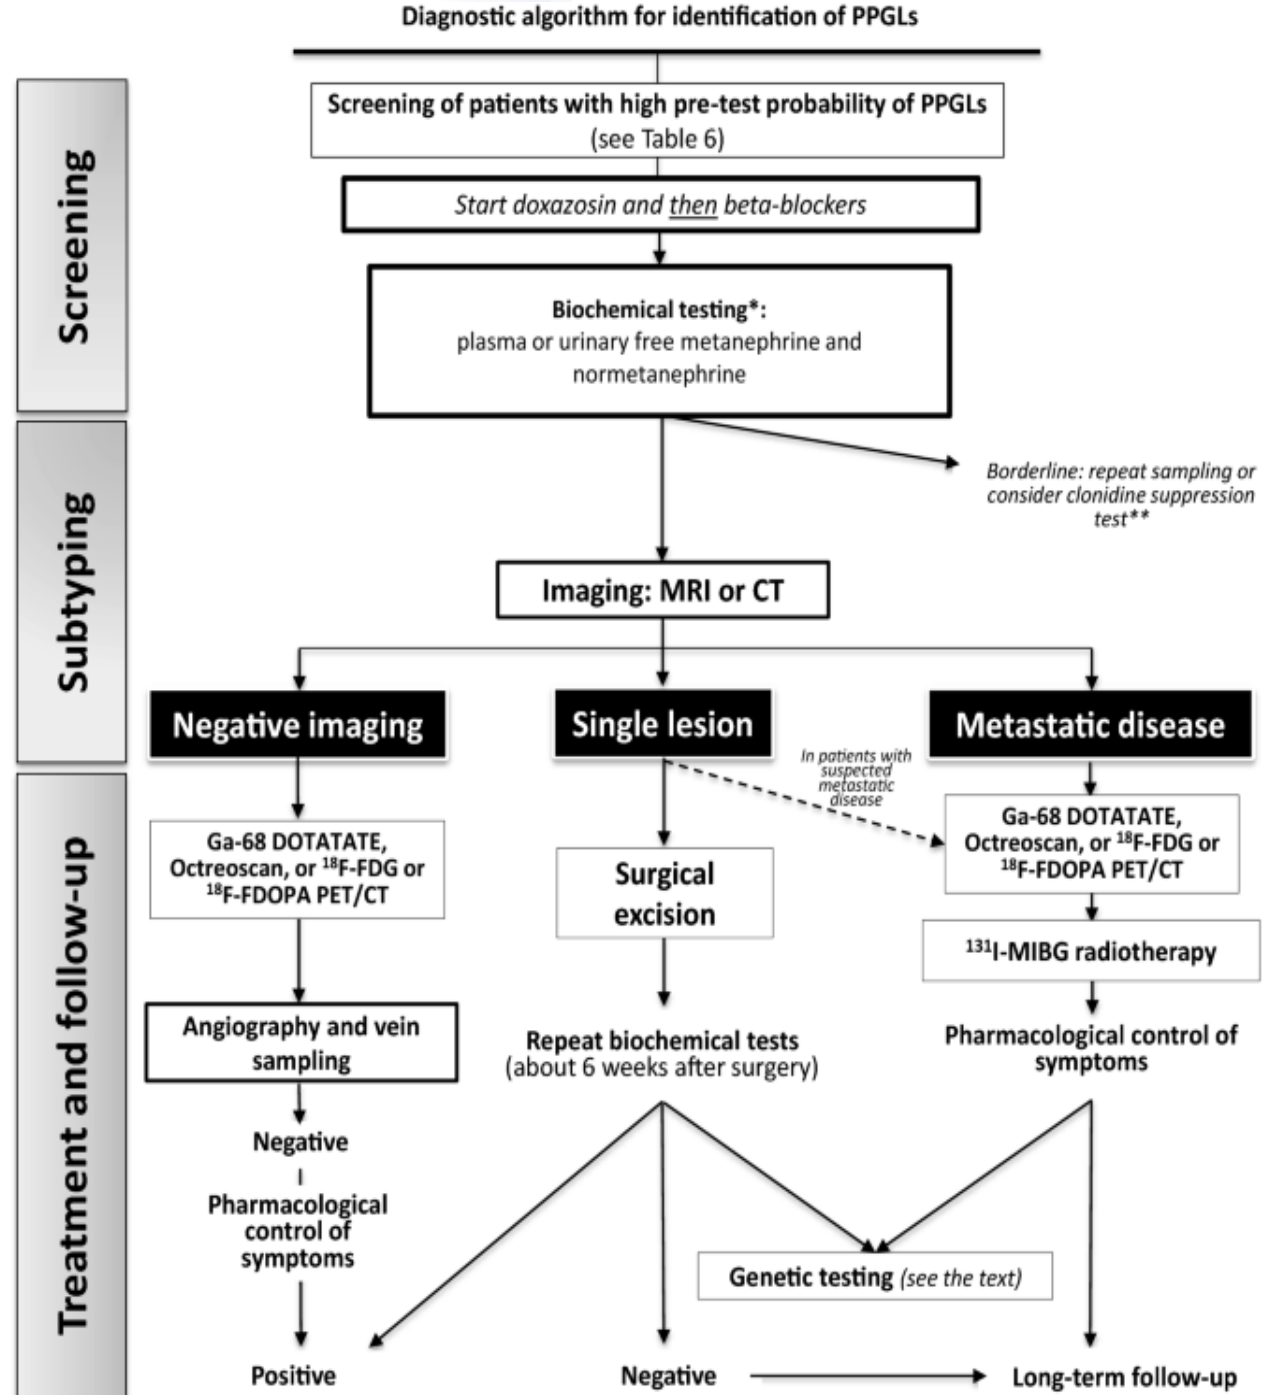 Diagnostic algorithm for identification of PPGLs
Screening
Screening of patients with high pre-test probability of PPGLs
(see Table 6)
Start doxazosin and then beta-blockers
Biochemical testing*:
plasma or urinary free metanephrine and
normetanephrine
Subtyping
Borderline: repeat sampling or
consider clonidine suppression
test**
Imaging: MRI or CT
Negative imaging
Single lesion
Metastatic disease
Treatment and follow-up
In patients with
suspected
metastatic
disease
Ga-68 DOTATATE,
Octreoscan, or ¹⁸F-FDG or
¹⁸F-FDOPA PET/CT
Surgical
excision
Ga-68 DOTATATE,
Octreoscan, or ¹⁸F-FDG or
¹⁸F-FDOPA PET/CT
¹³¹I-MIBG radiotherapy
Angiography and vein
sampling
Repeat biochemical tests
(about 6 weeks after surgery)
Pharmacological control of
symptoms
Negative
Pharmacological
control of
symptoms
Genetic testing (see the text)
Positive
Negative
Long-term follow-up